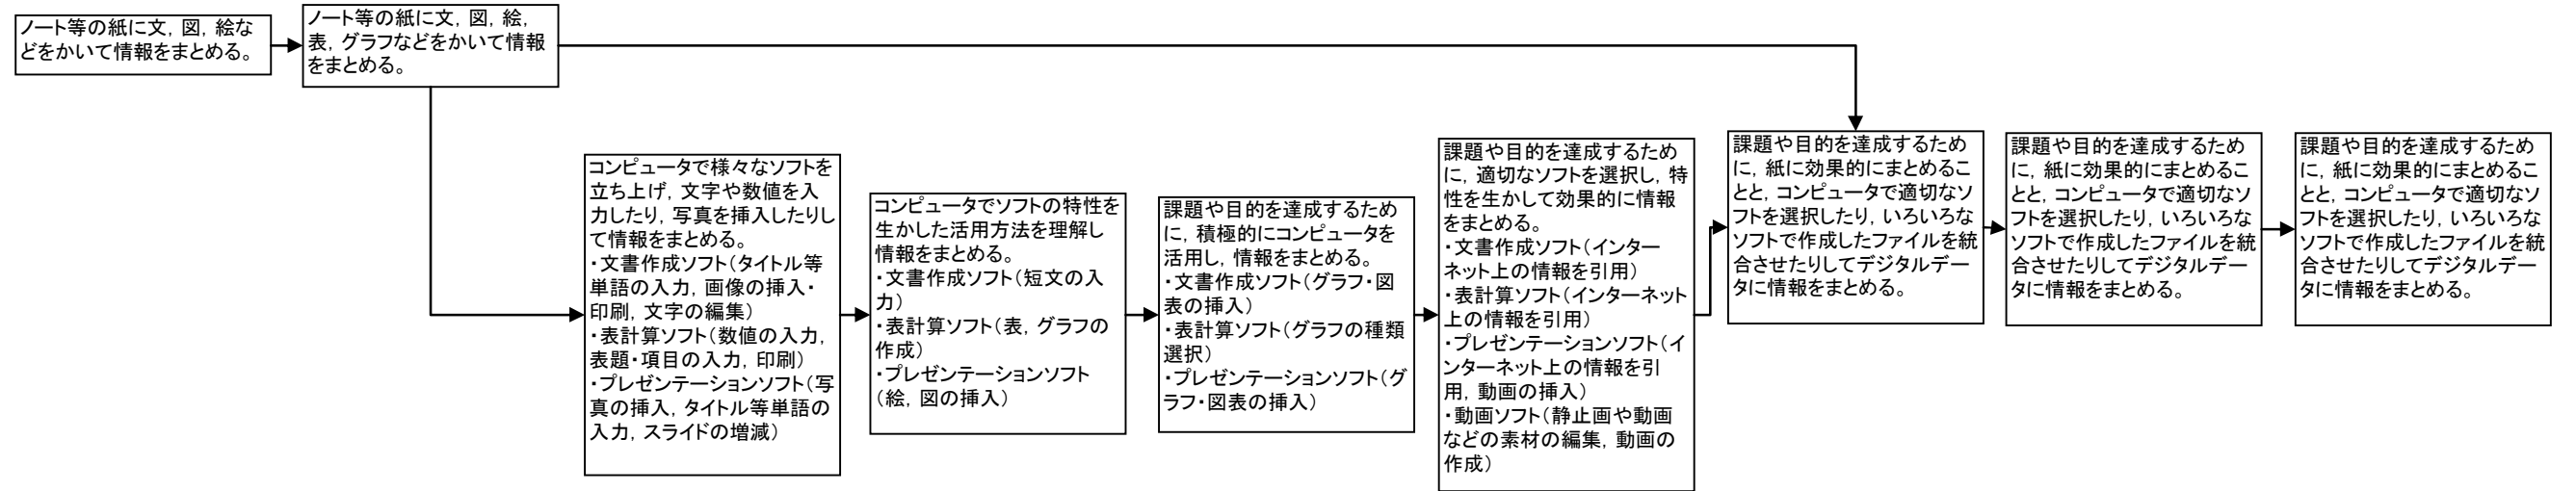 ノート等の紙に文，図，絵な
どをかいて情報をまとめる。
ノート等の紙に文，図，絵，
表，グラフなどをかいて情報
をまとめる。
コンピュータで様々なソフトを
立ち上げ，文字や数値を入
力したり，写真を挿入したりし
て情報をまとめる。
・文書作成ソフト（タイトル等
単語の入力，画像の挿入・
印刷，文字の編集）
・表計算ソフト（数値の入力，
表題・項目の入力，印刷）
・プレゼンテーションソフト（写
真の挿入，タイトル等単語の
入力，スライドの増減）
コンピュータでソフトの特性を
生かした活用方法を理解し
情報をまとめる。
・文書作成ソフト（短文の入
力）
・表計算ソフト（表，グラフの
作成）
・プレゼンテーションソフト
（絵，図の挿入）
課題や目的を達成するため
に，積極的にコンピュータを
活用し，情報をまとめる。
・文書作成ソフト（グラフ・図
表の挿入）
・表計算ソフト（グラフの種類
選択）
・プレゼンテーションソフト（グ
ラフ・図表の挿入）
課題や目的を達成するため
に，適切なソフトを選択し，特
性を生かして効果的に情報
をまとめる。
・文書作成ソフト（インター
ネット上の情報を引用）
・表計算ソフト（インターネット
上の情報を引用）
・プレゼンテーションソフト（イ
ンターネット上の情報を引
用，動画の挿入）
・動画ソフト（静止画や動画
などの素材の編集，動画の
作成）
課題や目的を達成するため
に，紙に効果的にまとめるこ
とと，コンピュータで適切なソ
フトを選択したり，いろいろな
ソフトで作成したファイルを統
合させたりしてデジタルデー
タに情報をまとめる。
課題や目的を達成するため
に，紙に効果的にまとめるこ
とと，コンピュータで適切なソ
フトを選択したり，いろいろな
ソフトで作成したファイルを統
合させたりしてデジタルデー
タに情報をまとめる。
課題や目的を達成するため
に，紙に効果的にまとめるこ
とと，コンピュータで適切なソ
フトを選択したり，いろいろな
ソフトで作成したファイルを統
合させたりしてデジタルデー
タに情報をまとめる。